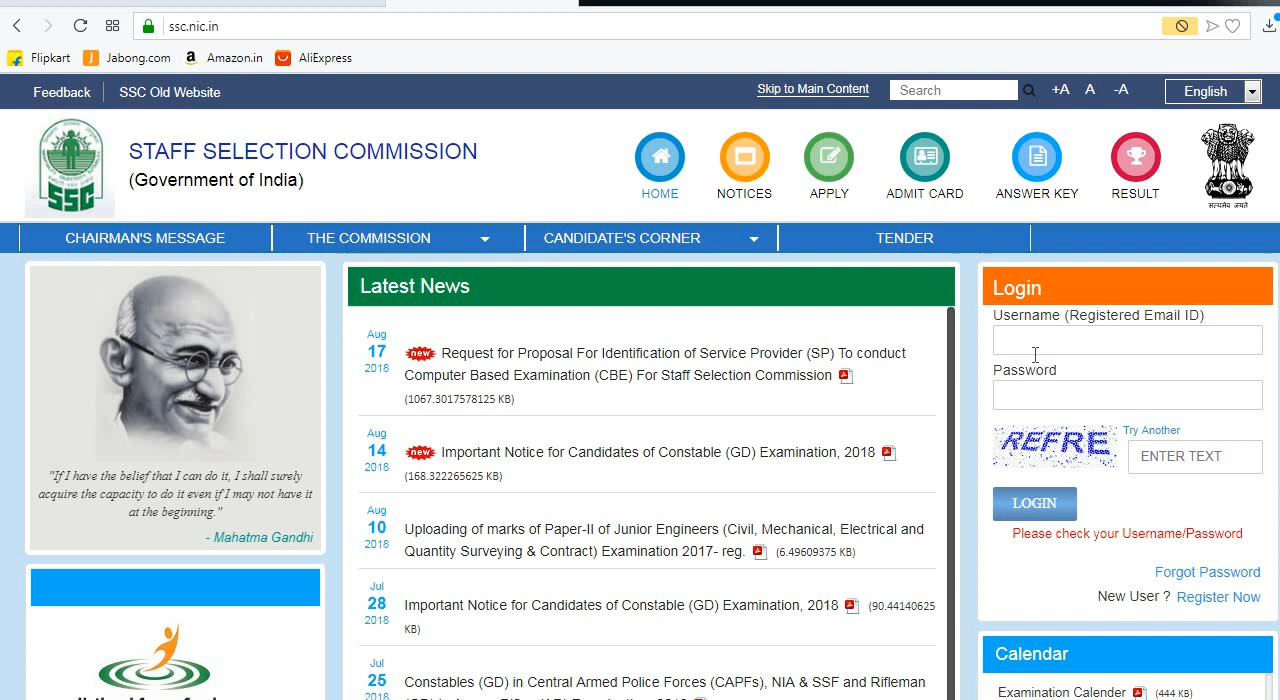 ssc.nic.in
Flipkart
Jabong.com
Amazon.in
AliExpress
Feedback
SSC Old Website
Skip to Main Content
Search
+A A -A
English
SSC
STAFF SELECTION COMMISSION
(Government of India)
HOME
NOTICES
APPLY
ADMIT CARD
ANSWER KEY
RESULT
सत्यमेव जयते
CHAIRMAN'S MESSAGE
THE COMMISSION
CANDIDATE'S CORNER
TENDER
"If I have the belief that I can do it, I shall surely
acquire the capacity to do it even if I may not have it
at the beginning."
- Mahatma Gandhi
Latest News
Aug
17
2018
new Request for Proposal For Identification of Service Provider (SP) To conduct
Computer Based Examination (CBE) For Staff Selection Commission
(1067.3017578125 KB)
Aug
14
2018
new Important Notice for Candidates of Constable (GD) Examination, 2018
(168.322265625 KB)
Aug
10
2018
Uploading of marks of Paper-II of Junior Engineers (Civil, Mechanical, Electrical and
Quantity Surveying & Contract) Examination 2017- reg. (6.49609375 KB)
Jul
28
2018
Important Notice for Candidates of Constable (GD) Examination, 2018 (90.44140625
KB)
Jul
25
2018
Constables (GD) in Central Armed Police Forces (CAPFs), NIA & SSF and Rifleman
Login
Username (Registered Email ID)
Password
REFRE
Try Another
ENTER TEXT
LOGIN
Please check your Username/Password
Forgot Password
New User ? Register Now
Calendar
Examination Calender (444 KB)